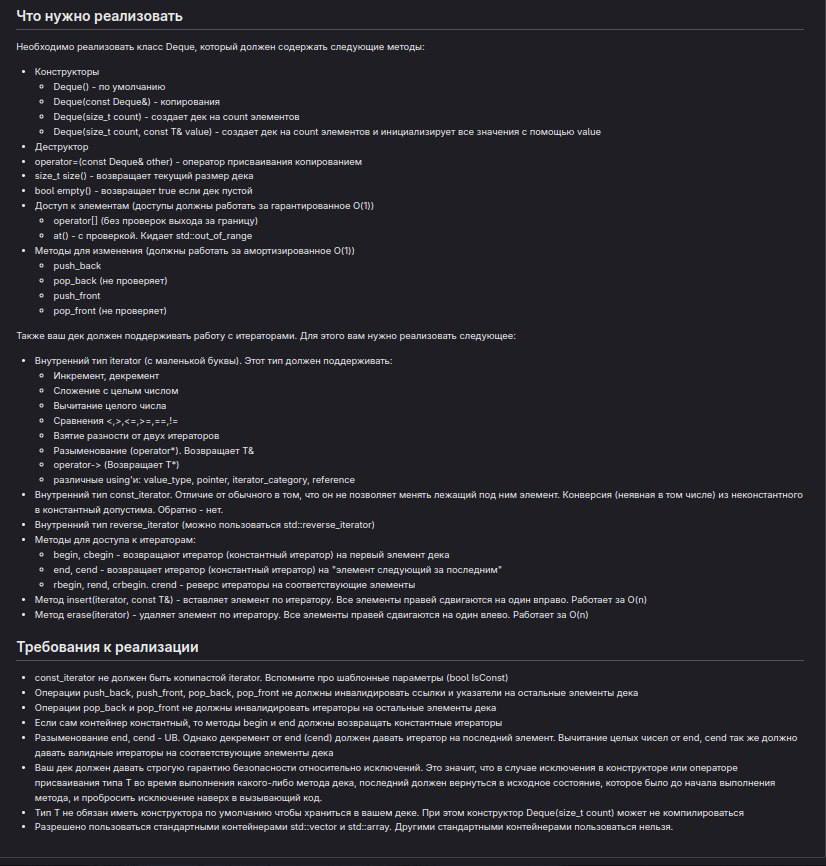 Что нужно реализовать
Необходимо реализовать класс Deque, который должен содержать следующие методы:
• Конструкторы
◦ Deque() - по умолчанию
◦ Deque(const Deque&) - копирования
◦ Deque(size_t count) - создает дек на count элементов
◦ Deque(size_t count, const T& value) - создает дек на count элементов и инициализирует все значения с помощью value
• Деструктор
• operator=(const Deque& other) - оператор присваивания копированием
• size_t size() - возвращает текущий размер дека
• bool empty() - возвращает true если дек пустой
• Доступ к элементам (доступы должны работать за гарантированное O(1))
◦ operator[] (без проверок выхода за границу)
◦ at() - с проверкой. Кидает std::out_of_range
• Методы для изменения (должны работать за амортизированное O(1))
◦ push_back
◦ pop_back (не проверяет)
◦ push_front
◦ pop_front (не проверяет)
Также ваш дек должен поддерживать работу с итераторами. Для этого вам нужно реализовать следующее:
• Внутренний тип iterator (с маленькой буквы). Этот тип должен поддерживать:
◦ Инкремент, декремент
◦ Сложение с целым числом
◦ Вычитание целого числа
◦ Сравнения <,>,<=,>=,==,!=
◦ Взятие разности от двух итераторов
◦ Разыменование (operator*). Возвращает T&
◦ operator-> (Возвращает T*)
◦ различные using'и: value_type, pointer, iterator_category, reference
• Внутренний тип const_iterator. Отличие от обычного в том, что он не позволяет менять лежащий под ним элемент. Конверсия (неявная в том числе) из неконстантного
в константный допустима. Обратно - нет.
• Внутренний тип reverse_iterator (можно пользоваться std::reverse_iterator)
• Методы для доступа к итераторам:
◦ begin, cbegin - возвращают итератор (константный итератор) на первый элемент дека
◦ end, cend - возвращает итератор (константный итератор) на "элемент следующий за последним"
◦ rbegin, rend, crbegin. crend - реверс итераторы на соответствующие элементы
• Метод insert(iterator, const T&) - вставляет элемент по итератору. Все элементы правей сдвигаются на один вправо. Работает за O(n)
• Метод erase(iterator) - удаляет элемент по итератору. Все элементы правей сдвигаются на один влево. Работает за O(n)
Требования к реализации
• const_iterator не должен быть копипастой iterator. Вспомните про шаблонные параметры (bool IsConst)
• Операции push_back, push_front, pop_back, pop_front не должны инвалидировать ссылки и указатели на остальные элементы дека
• Операции pop_back и pop_front не должны инвалидировать итераторы на остальные элементы дека
• Если сам контейнер константный, то методы begin и end должны возвращать константные итераторы
• Разыменование end, cend - UB. Однако декремент от end (cend) должен давать итератор на последний элемент. Вычитание целых чисел от end, cend так же должно
давать валидные итераторы на соответствующие элементы дека
• Ваш дек должен давать строгую гарантию безопасности относительно исключений. Это значит, что в случае исключения в конструкторе или операторе
присваивания типа T во время выполнения какого-либо метода дека, последний должен вернуться в исходное состояние, которое было до начала выполнения
метода, и пробросить исключение наверх в вызывающий код.
• Тип T не обязан иметь конструктора по умолчанию чтобы храниться в вашем деке. При этом конструктор Deque(size_t count) может не компилироваться
• Разрешено пользоваться стандартными контейнерами std::vector и std::array. Другими стандартными контейнерами пользоваться нельзя.